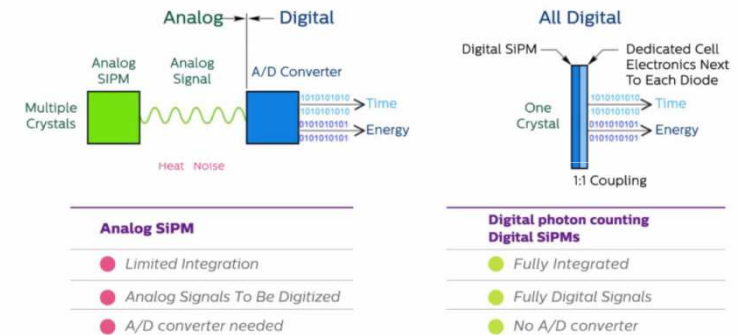 Analog
Digital
Analog
SIPM
Analog
Signal
A/D Converter
Multiple
Crystals
1010101010
1010101010
0101010101
0101010101
Time
Energy
Heat Noise
Analog SiPM
Limited Integration
Analog Signals To Be Digitized
A/D converter needed
All Digital
Digital SiPM
Dedicated Cell
Electronics Next
To Each Diode
One
Crystal
1010101010
1010101010
0101010101
0101010101
Time
Energy
1:1 Coupling
Digital photon counting
Digital SiPMs
Fully Integrated
Fully Digital Signals
No A/D converter